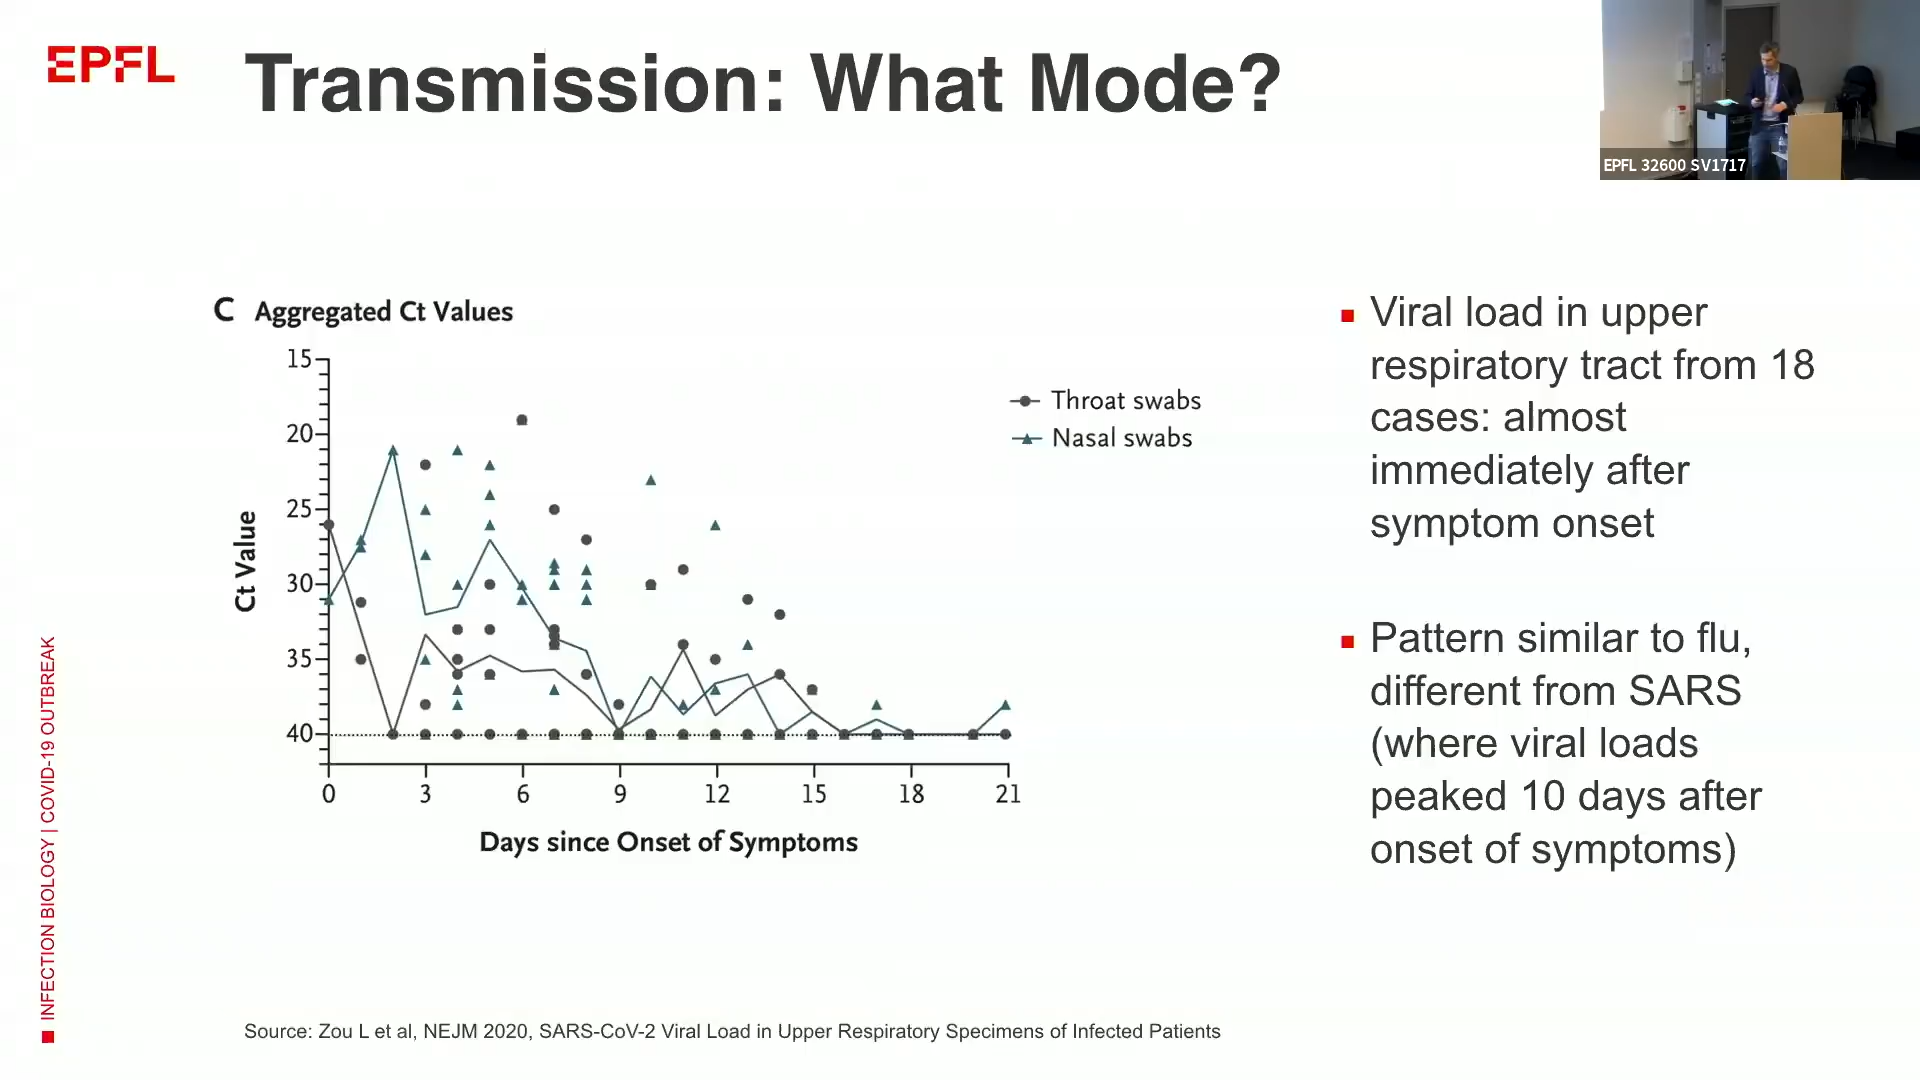 EPFL
Transmission: What Mode?
EPFL 32600 SV1717
C Aggregated Ct Values
15
20
25
30
35
40
Ct Value
0 3 6 9 12 15 18 21
Days since Onset of Symptoms
Throat swabs
Nasal swabs
Viral load in upper
respiratory tract from 18
cases: almost
immediately after
symptom onset
Pattern similar to flu,
different from SARS
(where viral loads
peaked 10 days after
onset of symptoms)
INFECTION BIOLOGY | COVID-19 OUTBREAK
Source: Zou L et al, NEJM 2020, SARS-CoV-2 Viral Load in Upper Respiratory Specimens of Infected Patients